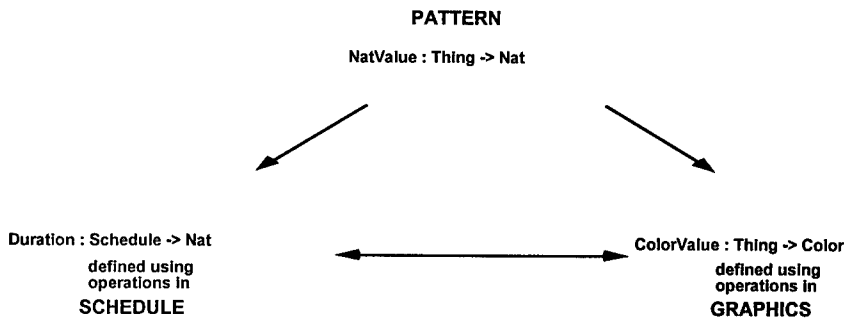 PATTERN
NatValue : Thing -> Nat
Duration : Schedule -> Nat
defined using
operations in
SCHEDULE
ColorValue : Thing -> Color
defined using
operations in
GRAPHICS